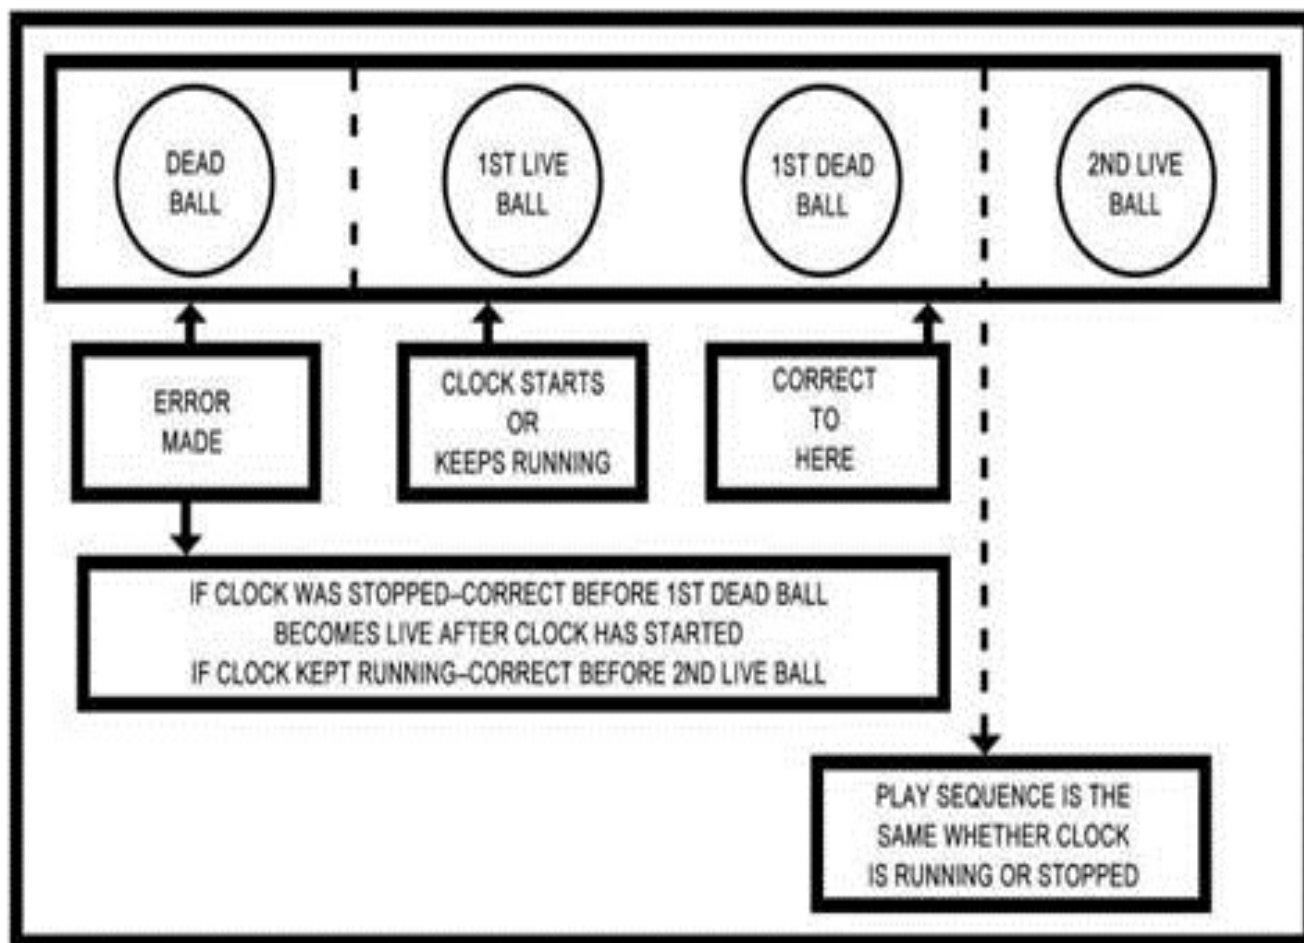 DEAD
BALL
1ST LIVE
BALL
1ST DEAD
BALL
2ND LIVE
BALL
ERROR
MADE
CLOCK STARTS
OR
KEEPS RUNNING
CORRECT
TO
HERE
IF CLOCK WAS STOPPED–CORRECT BEFORE 1ST DEAD BALL
BECOMES LIVE AFTER CLOCK HAS STARTED
IF CLOCK KEPT RUNNING–CORRECT BEFORE 2ND LIVE BALL
PLAY SEQUENCE IS THE
SAME WHETHER CLOCK
IS RUNNING OR STOPPED